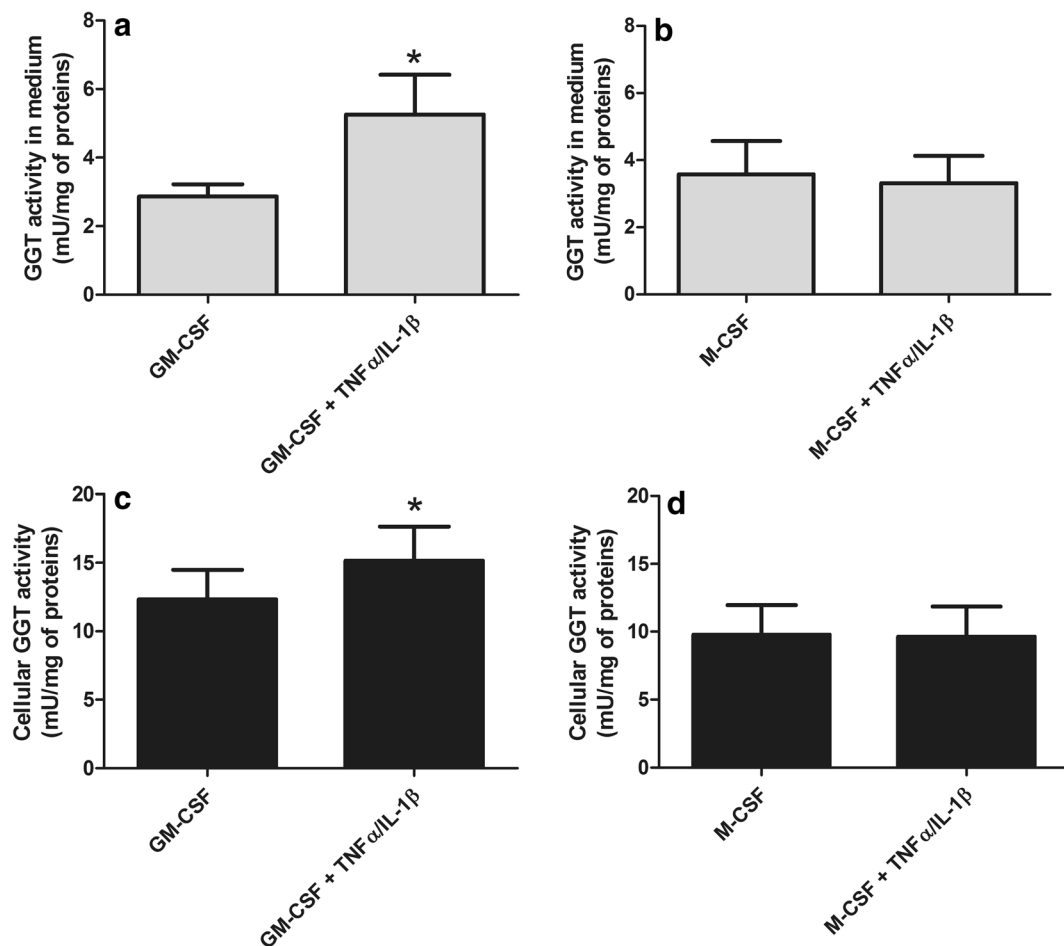 a
GGT activity in medium
(mU/mg of proteins)
8
6
4
2
0
*
GM-CSF
GM-CSF + TNFα/IL-1β
b
GGT activity in medium
(mU/mg of proteins)
8
6
4
2
0
M-CSF
M-CSF + TNFα/IL-1β
c
Cellular GGT activity
(mU/mg of proteins)
20
15
10
5
0
*
GM-CSF
GM-CSF + TNFα/IL-1β
d
Cellular GGT activity
(mU/mg of proteins)
20
15
10
5
0
M-CSF
M-CSF + TNFα/IL-1β